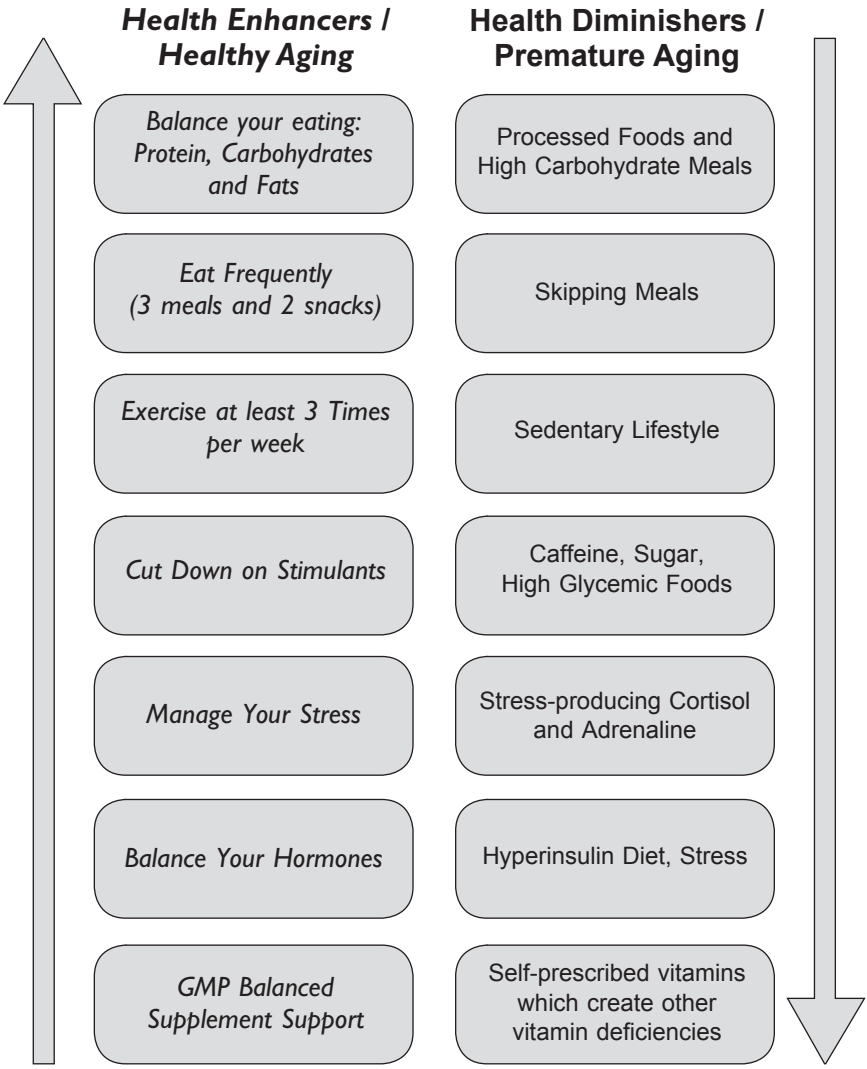 Health Enhancers /
Healthy Aging
Balance your eating:
Protein, Carbohydrates
and Fats
Eat Frequently
(3 meals and 2 snacks)
Exercise at least 3 Times
per week
Cut Down on Stimulants
Manage Your Stress
Balance Your Hormones
GMP Balanced
Supplement Support
Health Diminishers /
Premature Aging
Processed Foods and
High Carbohydrate Meals
Skipping Meals
Sedentary Lifestyle
Caffeine, Sugar,
High Glycemic Foods
Stress-producing Cortisol
and Adrenaline
Hyperinsulin Diet, Stress
Self-prescribed vitamins
which create other
vitamin deficiencies